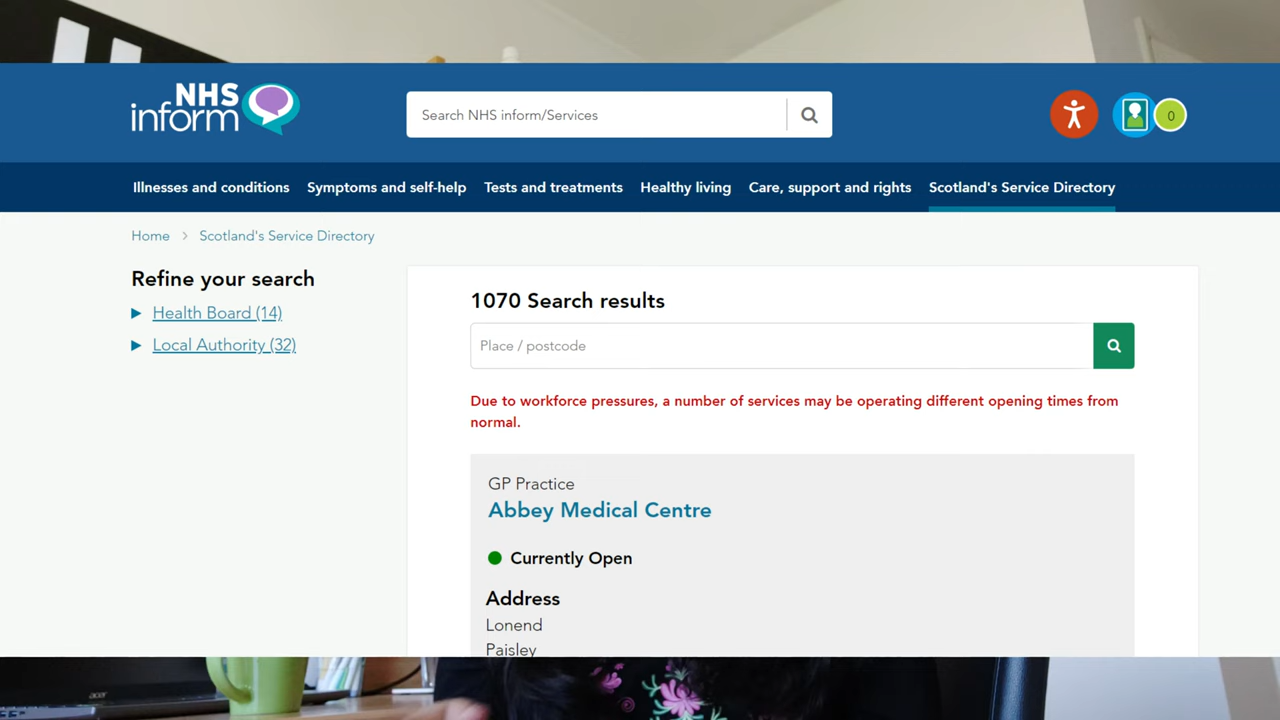 NHS
inform
Search NHS inform/Services
0
Illnesses and conditions Symptoms and self-help Tests and treatments Healthy living Care, support and rights Scotland's Service Directory
Home > Scotland's Service Directory
Refine your search
Health Board (14)
Local Authority (32)
1070 Search results
Place / postcode
Due to workforce pressures, a number of services may be operating different opening times from
normal.
GP Practice
Abbey Medical Centre
Currently Open
Address
Lonend
Paisley
acer